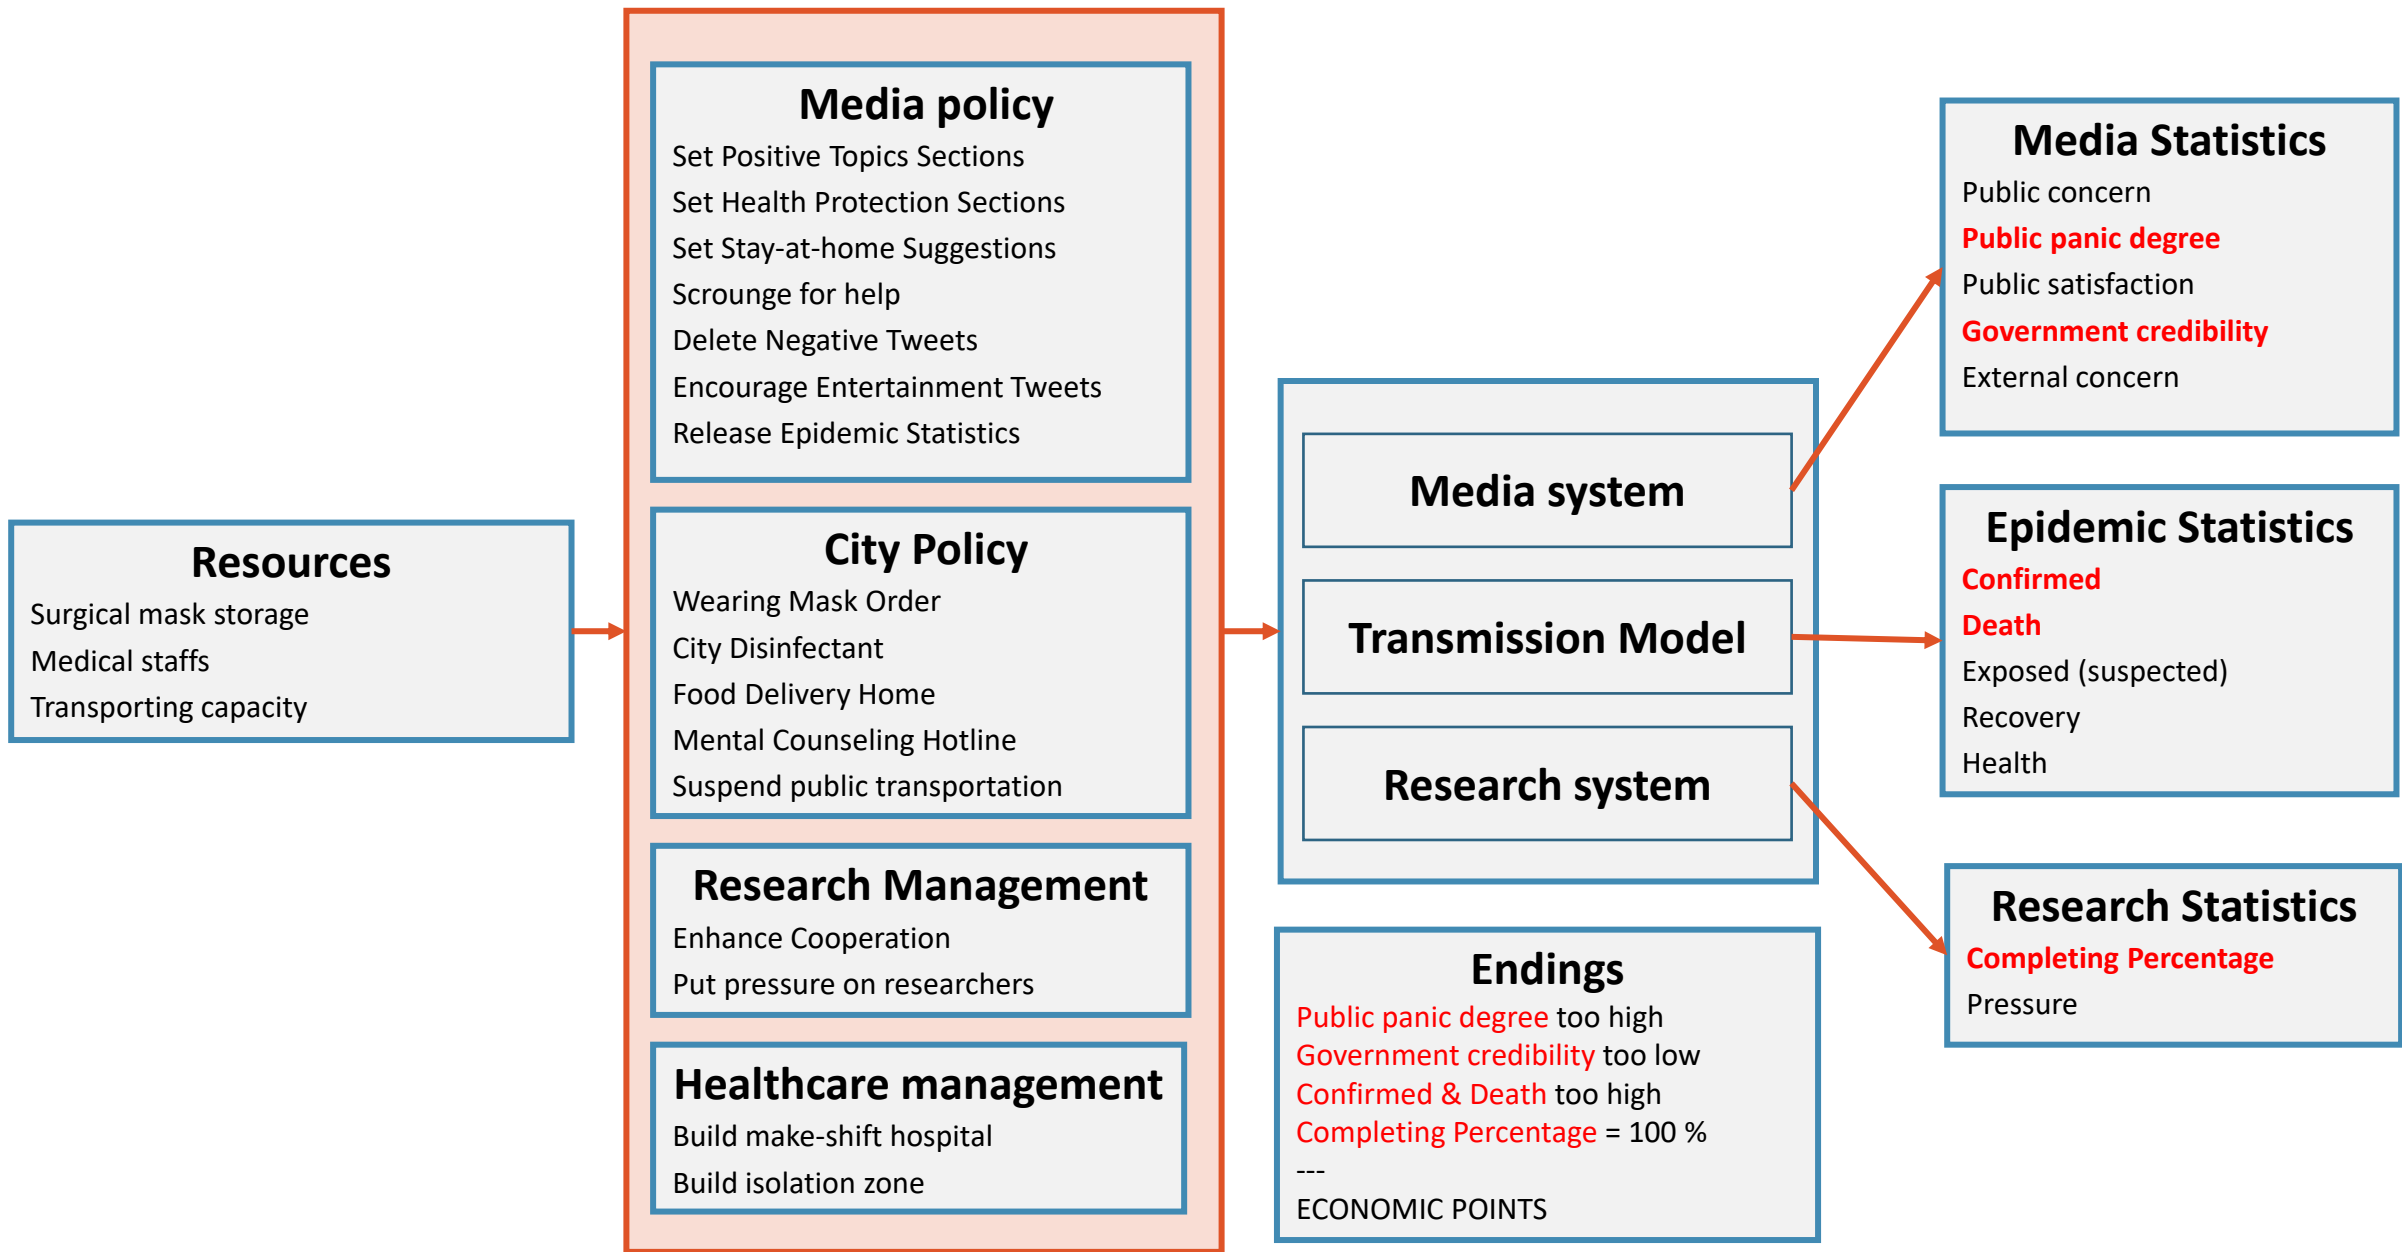 Resources
Surgical mask storage
Medical staffs
Transporting capacity
Media policy
Set Positive Topics Sections
Set Health Protection Sections
Set Stay-at-home Suggestions
Scrounge for help
Delete Negative Tweets
Encourage Entertainment Tweets
Release Epidemic Statistics
City Policy
Wearing Mask Order
City Disinfectant
Food Delivery Home
Mental Counseling Hotline
Suspend public transportation
Research Management
Enhance Cooperation
Put pressure on researchers
Healthcare management
Build make-shift hospital
Build isolation zone
Media system
Transmission Model
Research system
Endings
Public panic degree too high
Government credibility too low
Confirmed & Death too high
Completing Percentage = 100 %
---
ECONOMIC POINTS
Media Statistics
Public concern
Public panic degree
Public satisfaction
Government credibility
External concern
Epidemic Statistics
Confirmed
Death
Exposed (suspected)
Recovery
Health
Research Statistics
Completing Percentage
Pressure